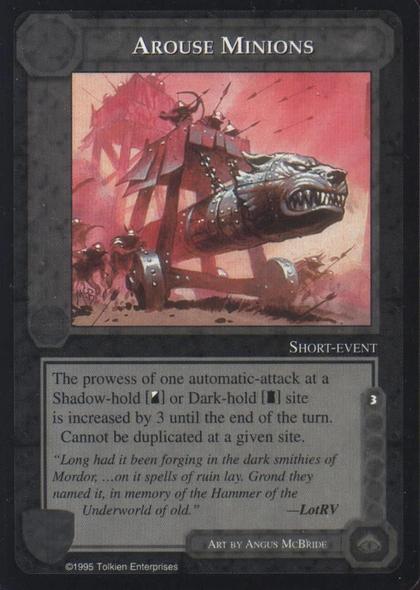 AROUSE MINIONS
SHORT-EVENT
The prowess of one automatic-attack at a
Shadow-hold [] or Dark-hold [] site
is increased by 3 until the end of the turn.
Cannot be duplicated at a given site.
3
“Long had it been forging in the dark smithies of
Mordor, …on it spells of ruin lay. Grond they
named it, in memory of the Hammer of the
Underworld of old.” —LotRV
ART BY ANGUS MCBRIDE
©1995 Tolkien Enterprises